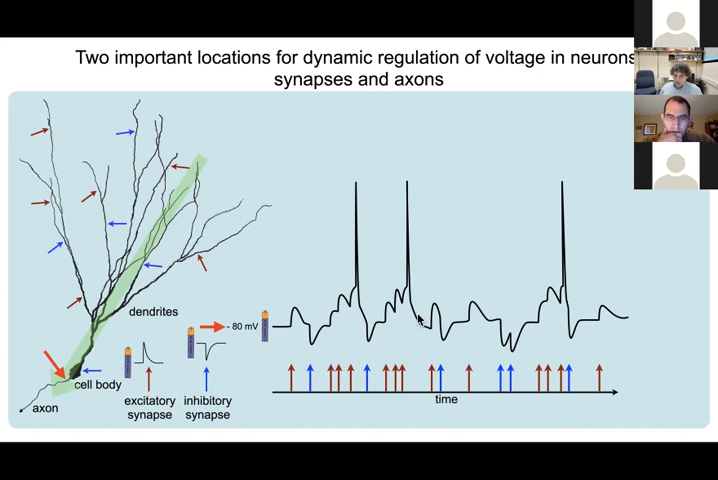 Two important locations for dynamic regulation of voltage in neurons
synapses and axons
dendrites
- 80 mV
cell body
axon
excitatory
synapse
inhibitory
synapse
time